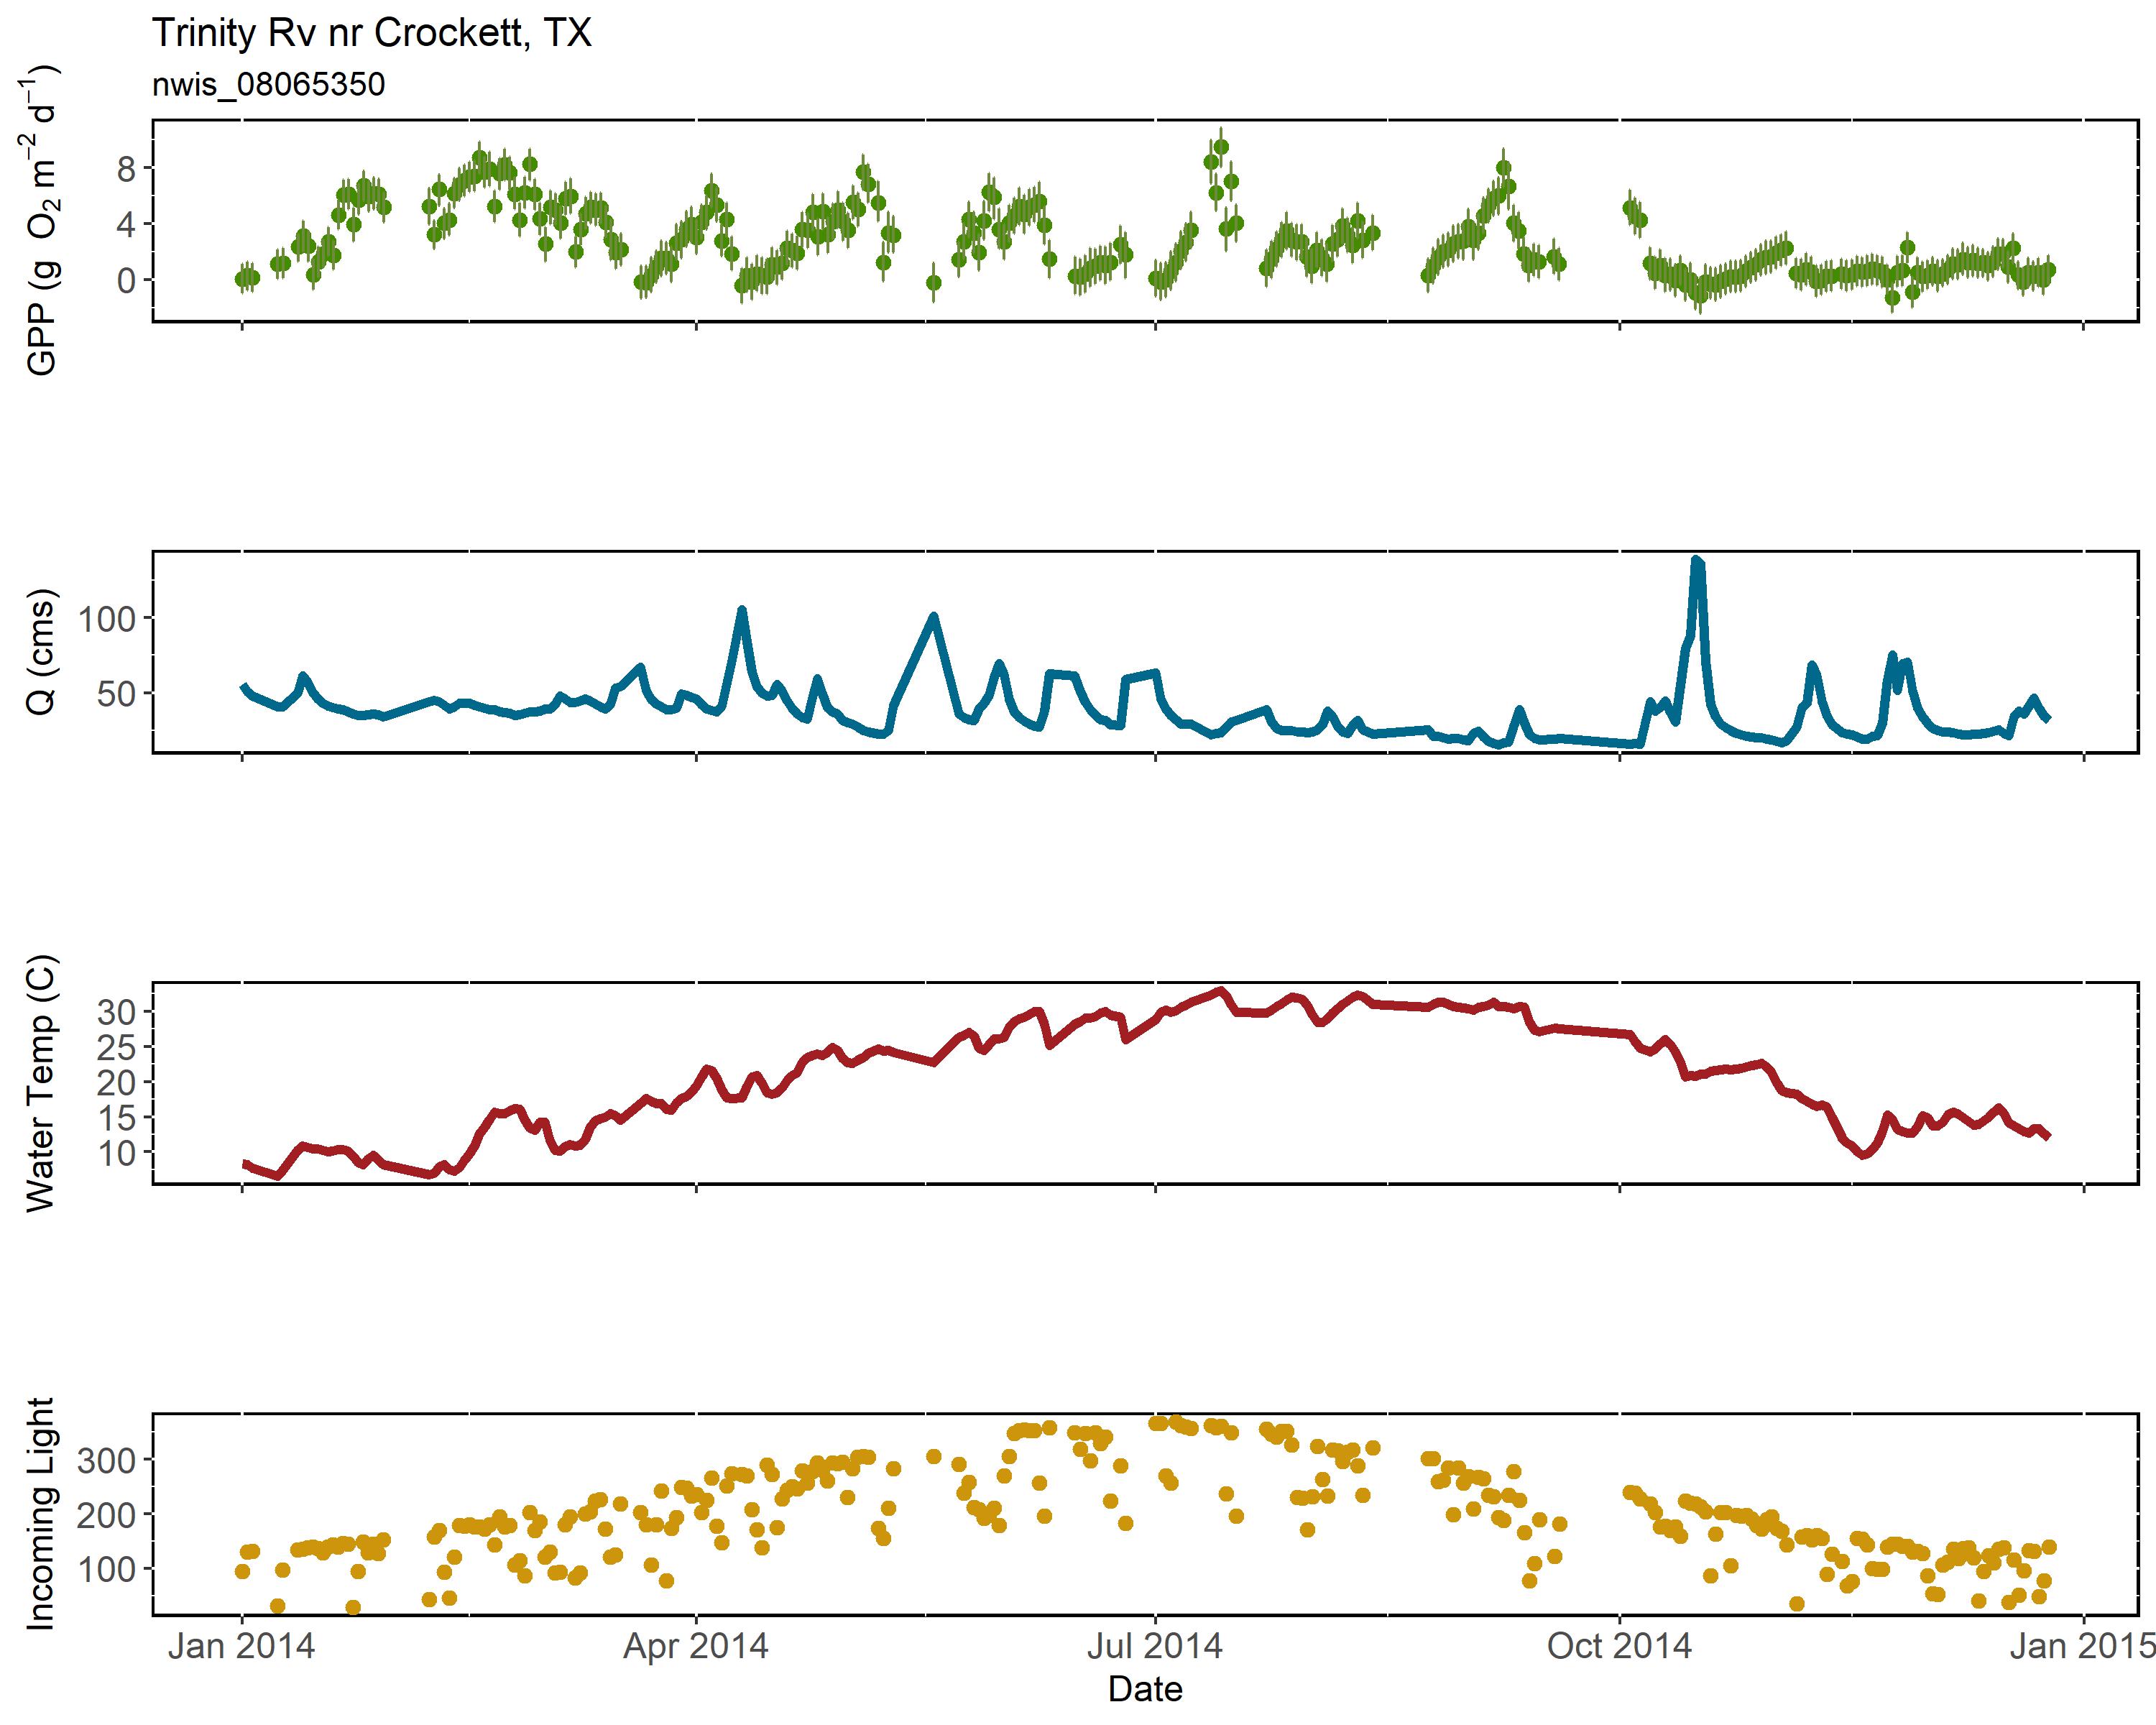 Trinity Rv nr Crockett, TX
nwis_08065350
GPP (g O₂ m⁻² d⁻¹)
8
4
0
Q (cms)
100
50
Water Temp (C)
30
25
20
15
10
Incoming Light
300
200
100
Jan 2014 Apr 2014 Jul 2014 Oct 2014 Jan 2015
Date